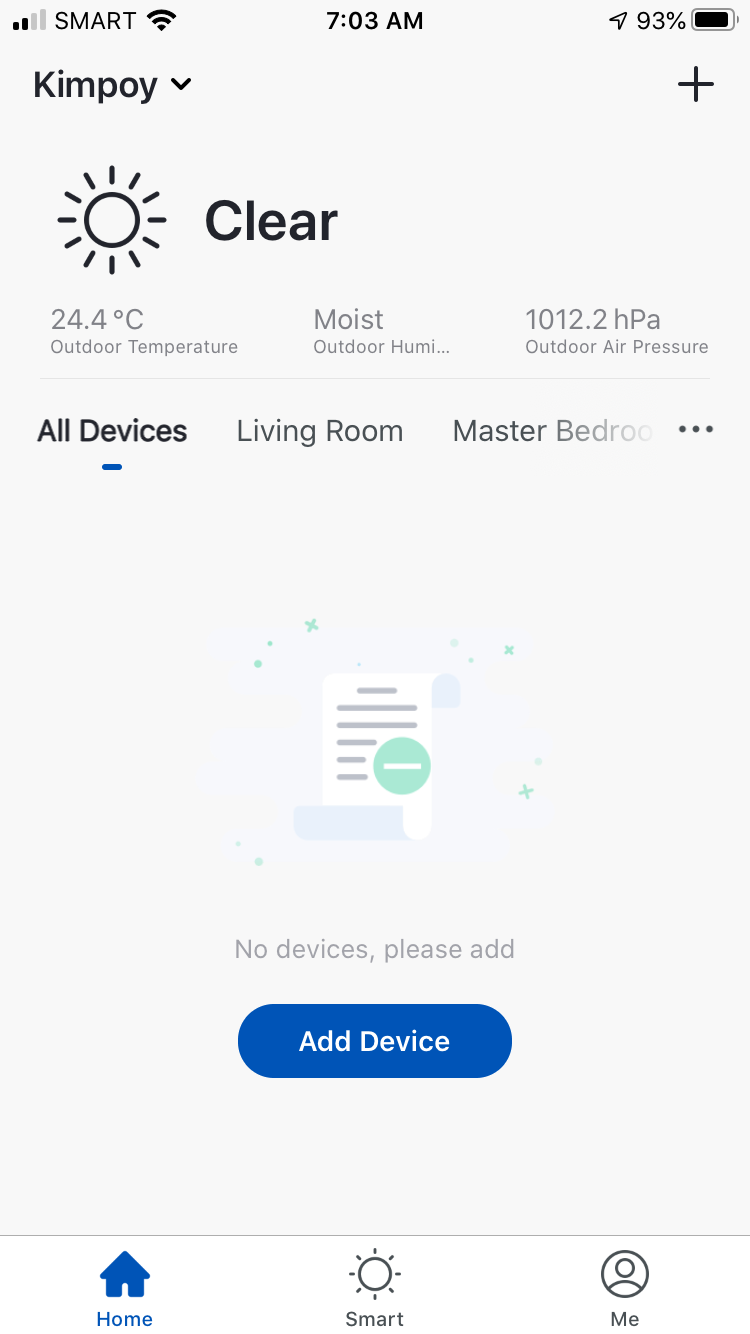 SMART 7:03 AM 93%
Kimpoy
Clear
24.4 °C Moist 1012.2 hPa
Outdoor Temperature Outdoor Humi... Outdoor Air Pressure
All Devices Living Room Master Bedroo
No devices, please add
Add Device
Home Smart Me